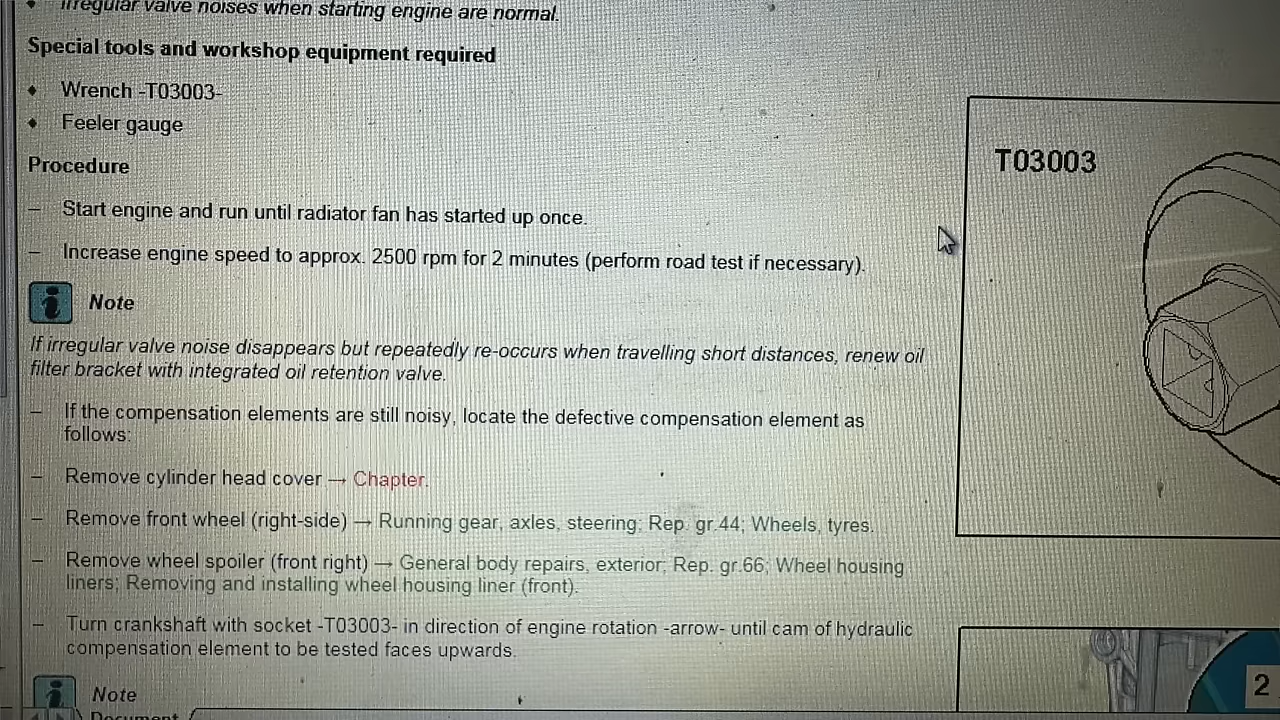 Irregular valve noises when starting engine are normal.
Special tools and workshop equipment required
♦ Wrench -T03003-
♦ Feeler gauge
Procedure
– Start engine and run until radiator fan has started up once.
– Increase engine speed to approx. 2500 rpm for 2 minutes (perform road test if necessary).
Note
If irregular valve noise disappears but repeatedly re-occurs when travelling short distances, renew oil
filter bracket with integrated oil retention valve.
– If the compensation elements are still noisy, locate the defective compensation element as
follows:
– Remove cylinder head cover → Chapter.
– Remove front wheel (right-side) → Running gear, axles, steering; Rep. gr.44; Wheels, tyres.
– Remove wheel spoiler (front right) → General body repairs, exterior; Rep. gr.66; Wheel housing
liners; Removing and installing wheel housing liner (front).
– Turn crankshaft with socket -T03003- in direction of engine rotation -arrow- until cam of hydraulic
compensation element to be tested faces upwards.
Note
Document
T03003
2